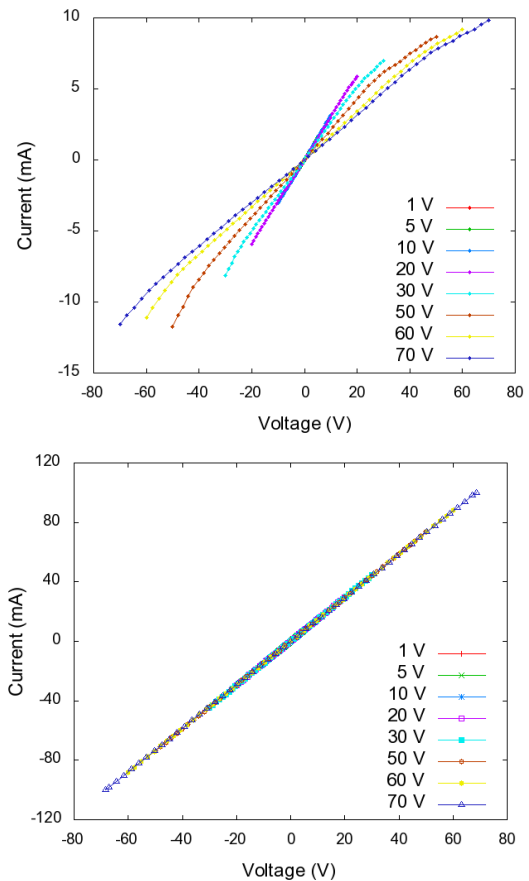 10
5
0
-5
-10
-15
Current (mA)
1 V
5 V
10 V
20 V
30 V
50 V
60 V
70 V
-80 -60 -40 -20 0 20 40 60 80
Voltage (V)
120
80
40
0
-40
-80
-120
Current (mA)
1 V
5 V
10 V
20 V
30 V
50 V
60 V
70 V
-80 -60 -40 -20 0 20 40 60 80
Voltage (V)